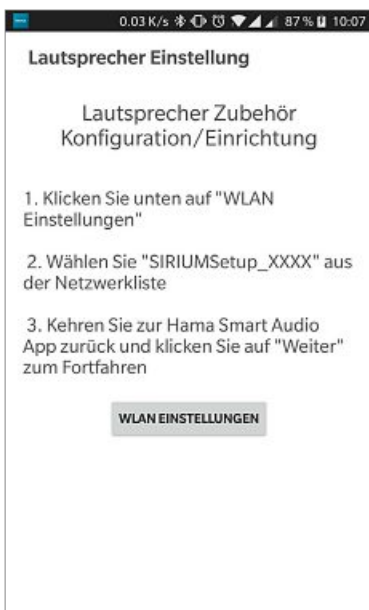 0.03 K/s 87 % 10:07
Lautsprecher Einstellung
Lautsprecher Zubehör
Konfiguration/Einrichtung
1. Klicken Sie unten auf "WLAN
Einstellungen"
2. Wählen Sie "SIRIUMSetup_XXXX" aus
der Netzwerkliste
3. Kehren Sie zur Hama Smart Audio
App zurück und klicken Sie auf "Weiter"
zum Fortfahren
WLAN EINSTELLUNGEN